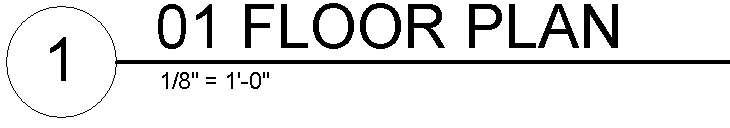 1
01 FLOOR PLAN
1/8" = 1'-0"